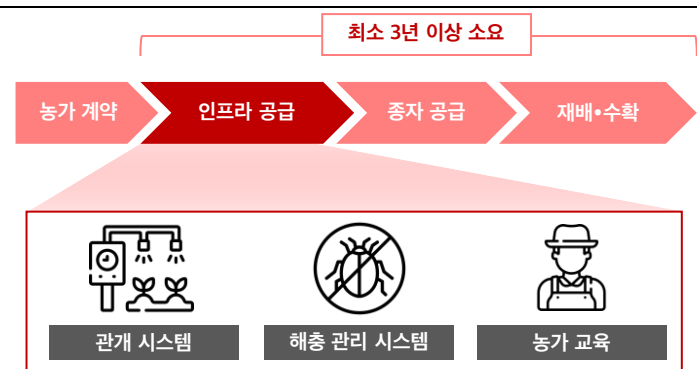 최소 3년 이상 소요
농가 계약
인프라 공급
종자 공급
재배•수확
관개 시스템
해충 관리 시스템
농가 교육